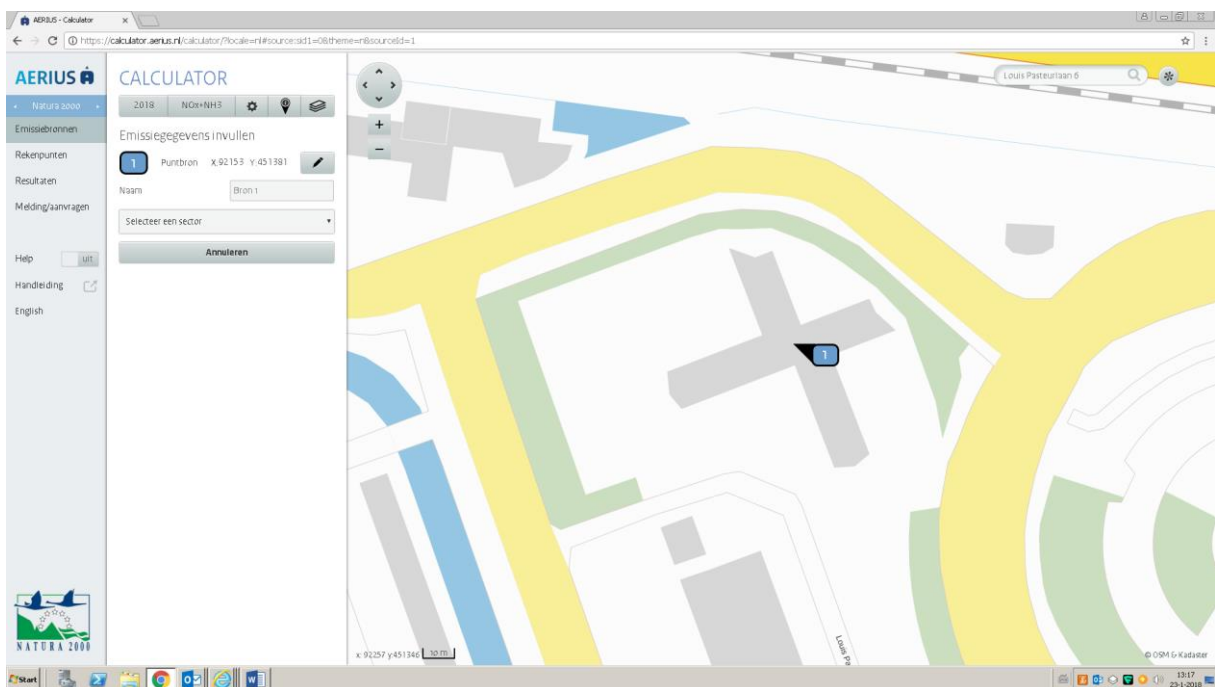 AERIUS - Calculator
https://calculator.aerius.nl/calculator/?locale=nl#source:sid1=0&theme=n&sourceId=1
AERIUS
CALCULATOR
Louis Pasteurlaan 6
Natura 2000
2018 NOx+NH3
Emissiebronnen
Emissiegegevens invullen
Rekenpunten
1 Puntbron X:92153 Y:451381
Resultaten
Naam Bron 1
Melding/aanvragen
Selecteer een sector
Annuleren
Help uit
Handleiding
English
1
NATURA 2000
x: 92257 y:451346 10 m
Louis Pa
© OSM & Kadaster
Start
13:17
23-1-2018